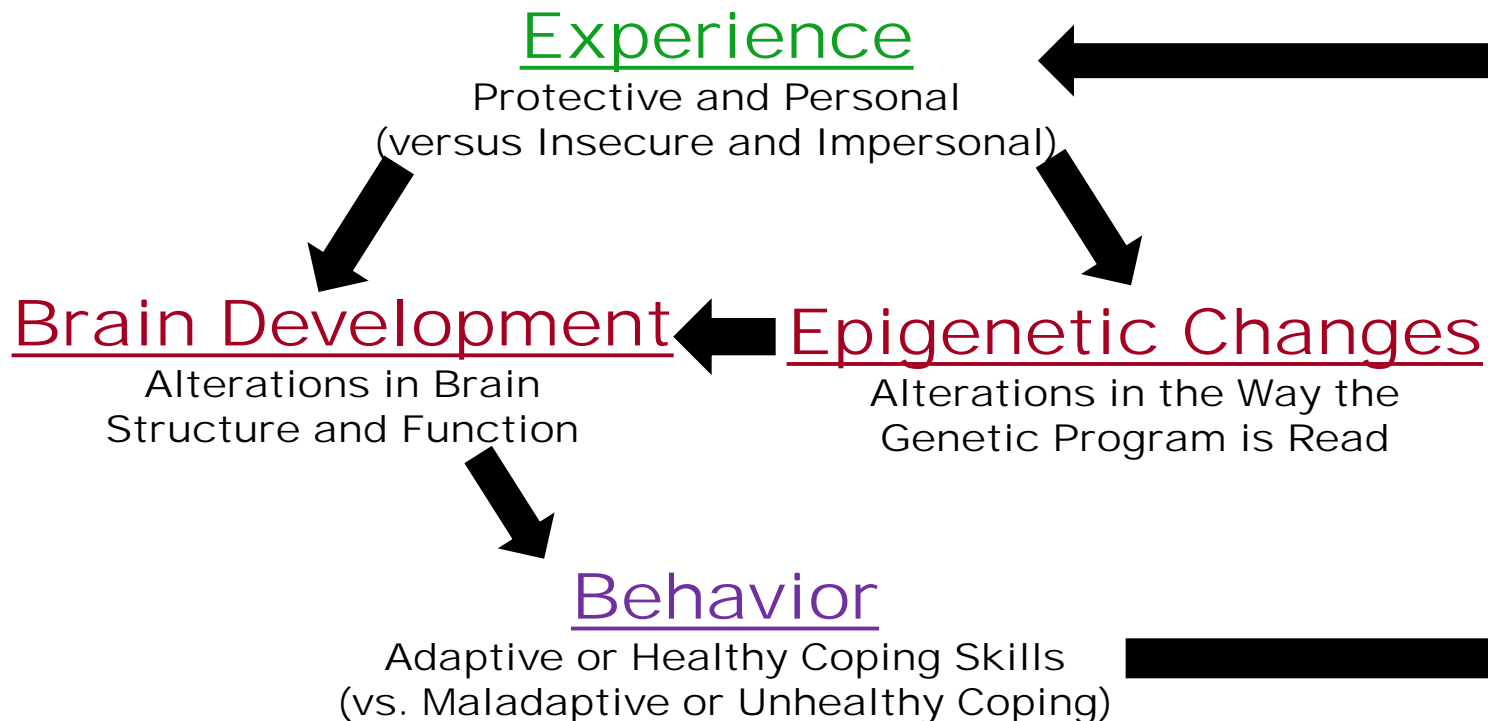 Experience
Protective and Personal
(versus Insecure and Impersonal)
Brain Development
Alterations in Brain
Structure and Function
Epigenetic Changes
Alterations in the Way the
Genetic Program is Read
Behavior
Adaptive or Healthy Coping Skills
(vs. Maladaptive or Unhealthy Coping)